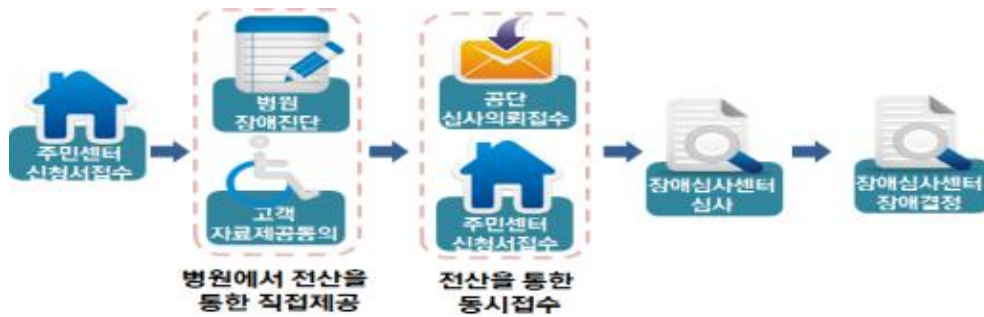 주민센터
신청서접수
병원
장애진단
고객
자료제공동의
병원에서 전산을
통한 직접제공
공단
심사의뢰접수
주민센터
신청서접수
전산을 통한
동시접수
장애심사센터
심사
장애심사센터
장애결정